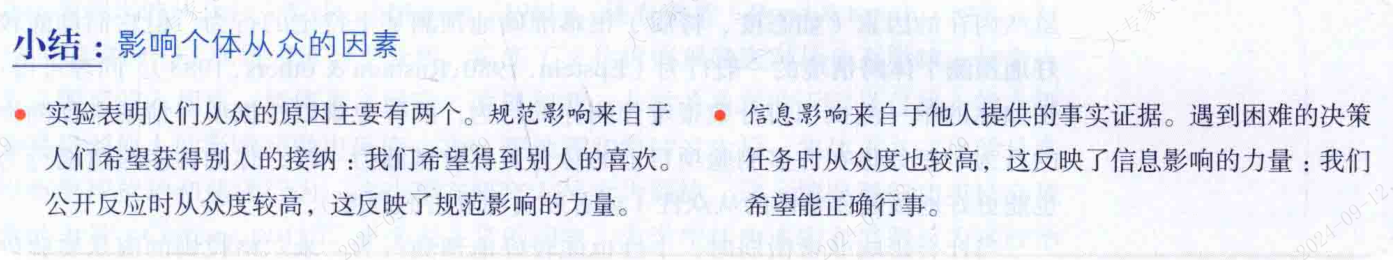 小结：影响个体从众的因素
● 实验表明人们从众的原因主要有两个。规范影响来自于
人们希望获得别人的接纳：我们希望得到别人的喜欢。
公开反应时从众度较高，这反映了规范影响的力量。
● 信息影响来自于他人提供的事实证据。遇到困难的决策
任务时从众度也较高，这反映了信息影响的力量：我们
希望能正确行事。
2024-09-12